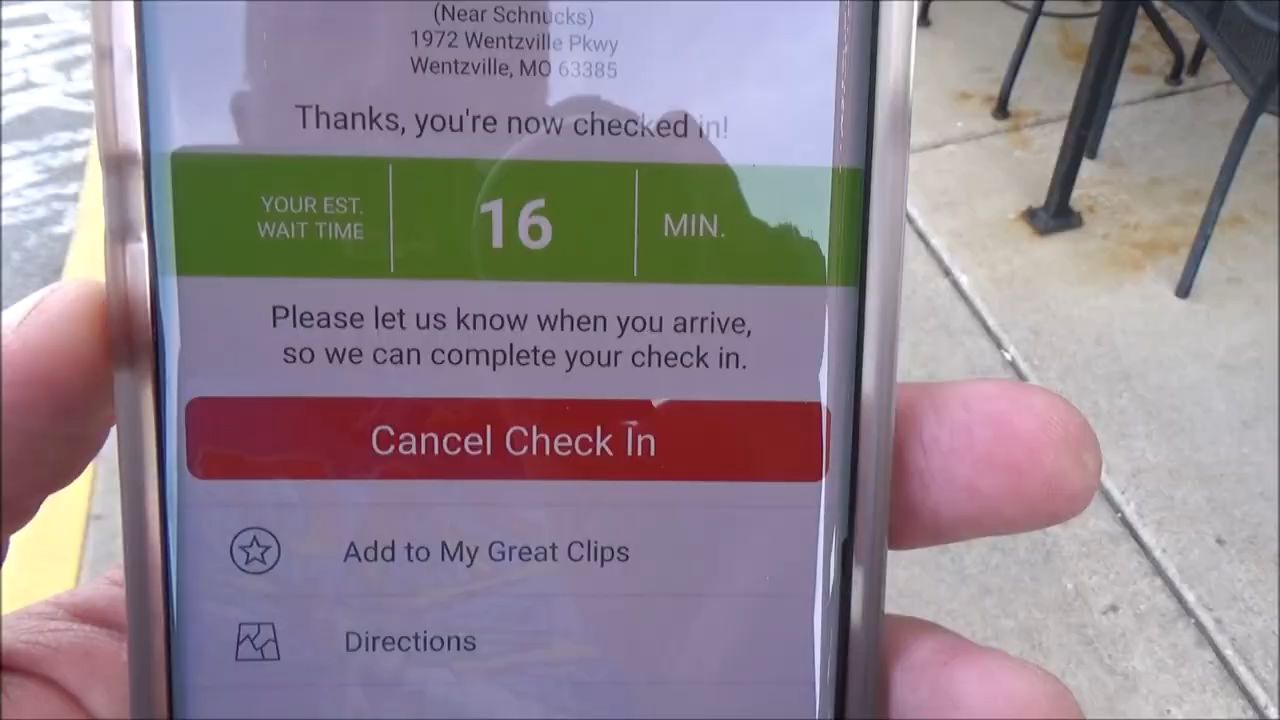 (Near Schnucks)
1972 Wentzville Pkwy
Wentzville, MO 63385
Thanks, you're now checked in!
YOUR EST.
WAIT TIME
16
MIN.
Please let us know when you arrive,
so we can complete your check in.
Cancel Check In
Add to My Great Clips
Directions